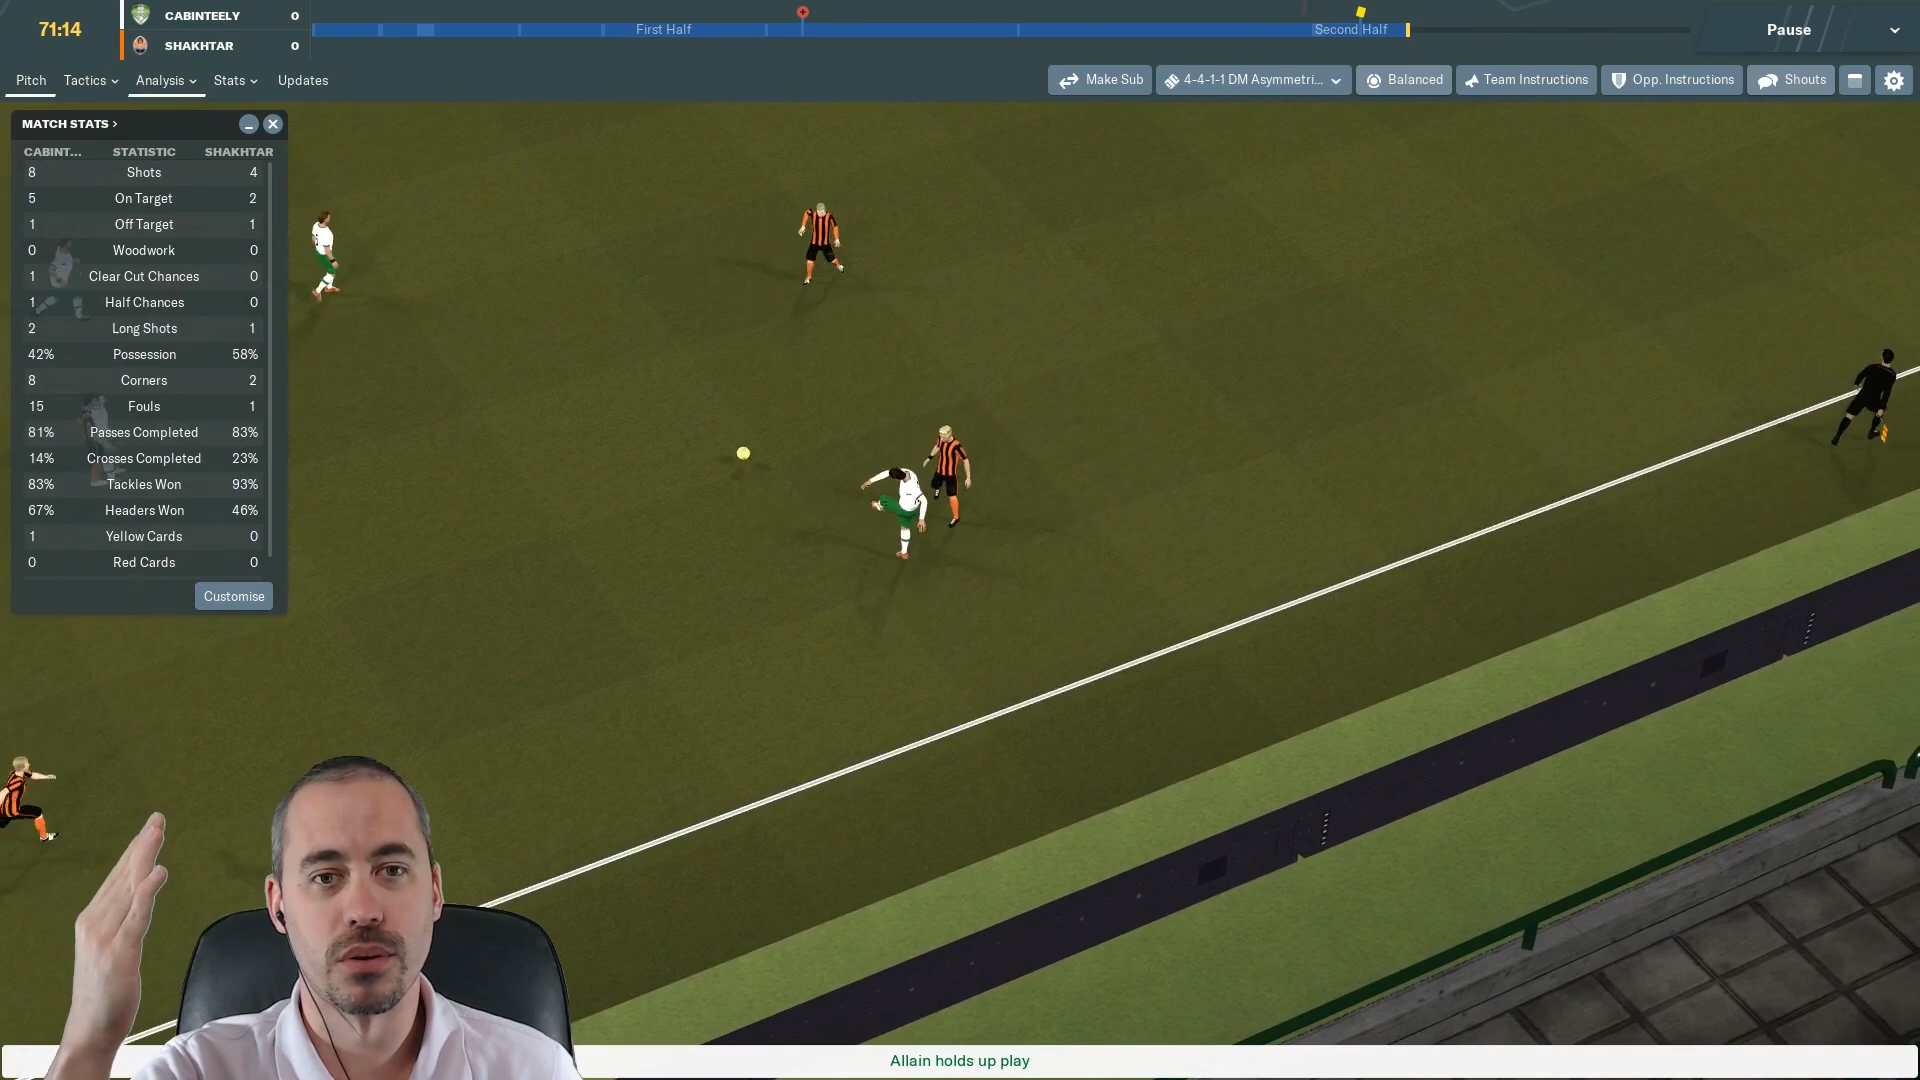 71:14
CABINTEELY 0
SHAKHTAR 0
First Half
Second Half
Pause
Pitch
Tactics
Analysis
Stats
Updates
Make Sub
4-4-1-1 DM Asymmetri...
Balanced
Team Instructions
Opp. Instructions
Shouts
MATCH STATS
CABINT... STATISTIC SHAKHTAR
8 Shots 4
5 On Target 2
1 Off Target 1
0 Woodwork 0
1 Clear Cut Chances 0
1 Half Chances 0
2 Long Shots 1
42% Possession 58%
8 Corners 2
15 Fouls 1
81% Passes Completed 83%
14% Crosses Completed 23%
83% Tackles Won 93%
67% Headers Won 46%
1 Yellow Cards 0
0 Red Cards 0
Customise
Allain holds up play